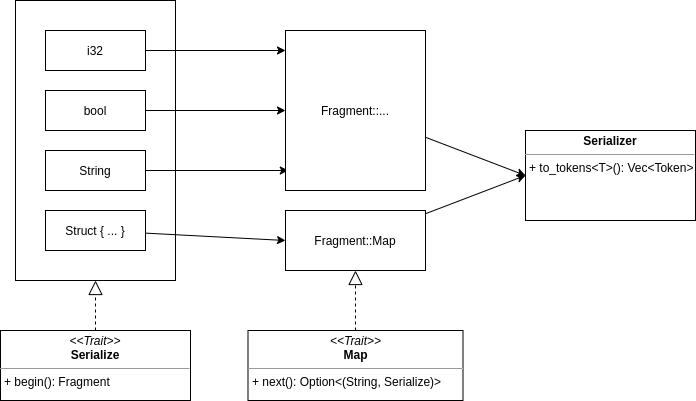 i32
bool
String
Struct { ... }
Fragment::...
Fragment::Map
Serializer
+ to_tokens<T>(): Vec<Token>
<<Trait>>
Serialize
+ begin(): Fragment
<<Trait>>
Map
+ next(): Option<(String, Serialize)>